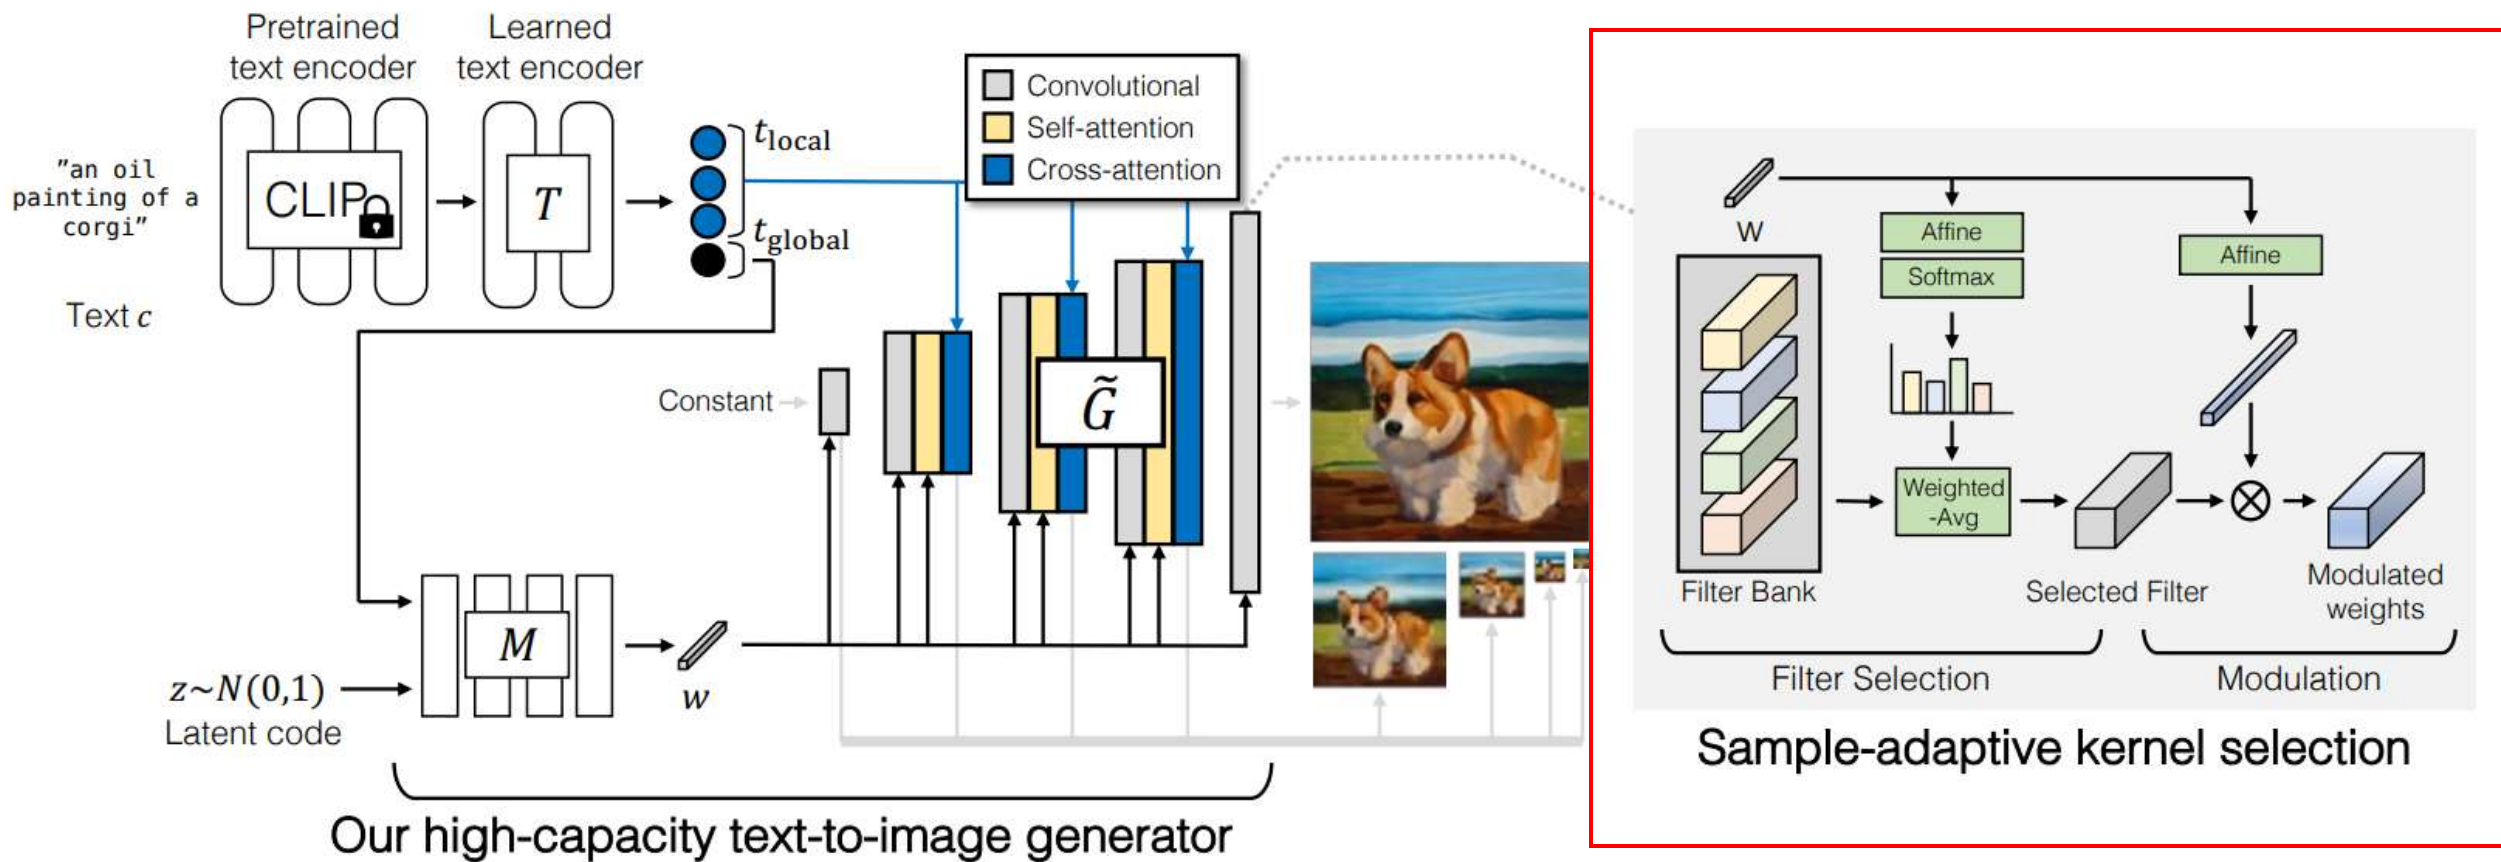 Pretrained
text encoder
Learned
text encoder
"an oil
painting of a
corgi"
CLIP
T
t_local
t_global
Text c
Convolutional
Self-attention
Cross-attention
Constant
G̃
M
w
z~N(0,1)
Latent code
Our high-capacity text-to-image generator
W
Affine
Softmax
Affine
Weighted
-Avg
Filter Bank
Selected Filter
Modulated
weights
Filter Selection
Modulation
Sample-adaptive kernel selection